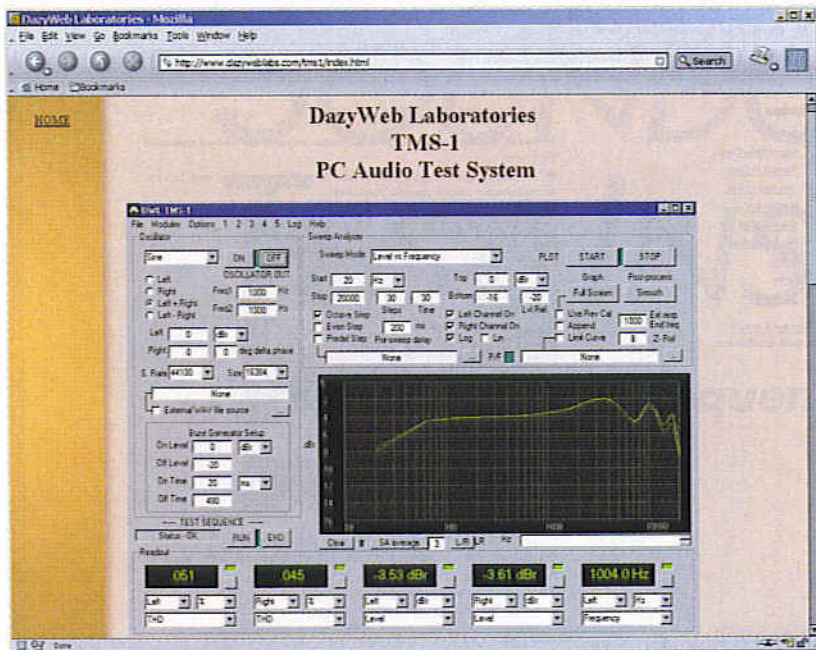 DazyWeb Laboratories - Mozilla
File Edit View Go Bookmarks Tools Window Help
http://www.dazyweblabs.com/tms1/index.html
Search
Home Bookmarks
HOME
DazyWeb Laboratories
TMS-1
PC Audio Test System
DWL TMS-1
File Modules Options 1 2 3 4 5 Log Help
Oscillator
Sine
ON OFF
OSCILLATOR OUT
Left
Right
Left + Right
Left - Right
Freq1 1000 Hz
Freq2 1000 Hz
Left 0 dBr
Right 0 0 deg delta phase
S. Rate 44100 Size 16384
None
External WAV file source
Burst Generator Setup
On Level 0 dBr
Off Level -20
On Time 20 ms
Off Time 400
--- TEST SEQUENCE ---
Status - OK RUN END
Sweep Analyzer
Sweep Mode Level vs Frequency PLOT START STOP
Start 20 Hz Top 0 dBr Graph Post-process
Stop 20000 30 30 Bottom -16 -20 Full Screen Smooth
Steps Time Lvl Ref.
Octave Step Left Channel On Use Rev Cal
Even Step 200 ms Right Channel On Append 1000
Predef Step Pre-sweep delay Log Lin Limit Curve 8 Z-Ref
None ... P/F None ...
dBr
Clear SA average 3 L/R LR Hz
Readout
.051 .045 -3.53 dBr -3.61 dBr 1004.0 Hz
Left % Right % Left dBr Right dBr Left Hz
THD THD Level Level Frequency
Done